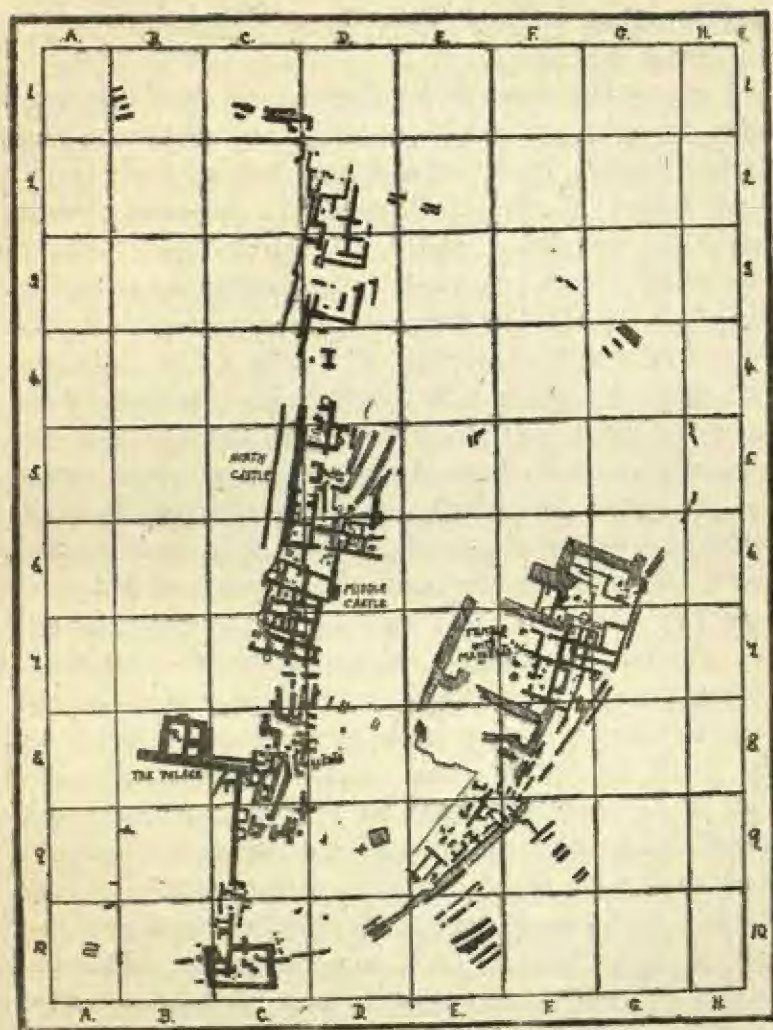 A. B. C. D. E. F. G. H.
1. 1.
2. 2.
3. 3.
4. 4.
5. 5.
NORTH
CASTLE
6. 6.
MIDDLE
CASTLE
7. 7.
TEMPLE
8. 8.
THE PALACE
9. 9.
10. 10.
A. B. C. D. E. F. G. H.